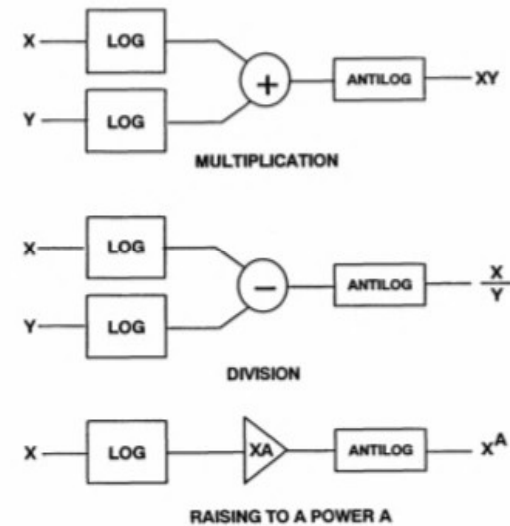 X
LOG
+
ANTILOG
XY
Y
LOG
MULTIPLICATION
X
LOG
−
ANTILOG
X
Y
Y
LOG
DIVISION
X
LOG
XA
ANTILOG
X^A
RAISING TO A POWER A